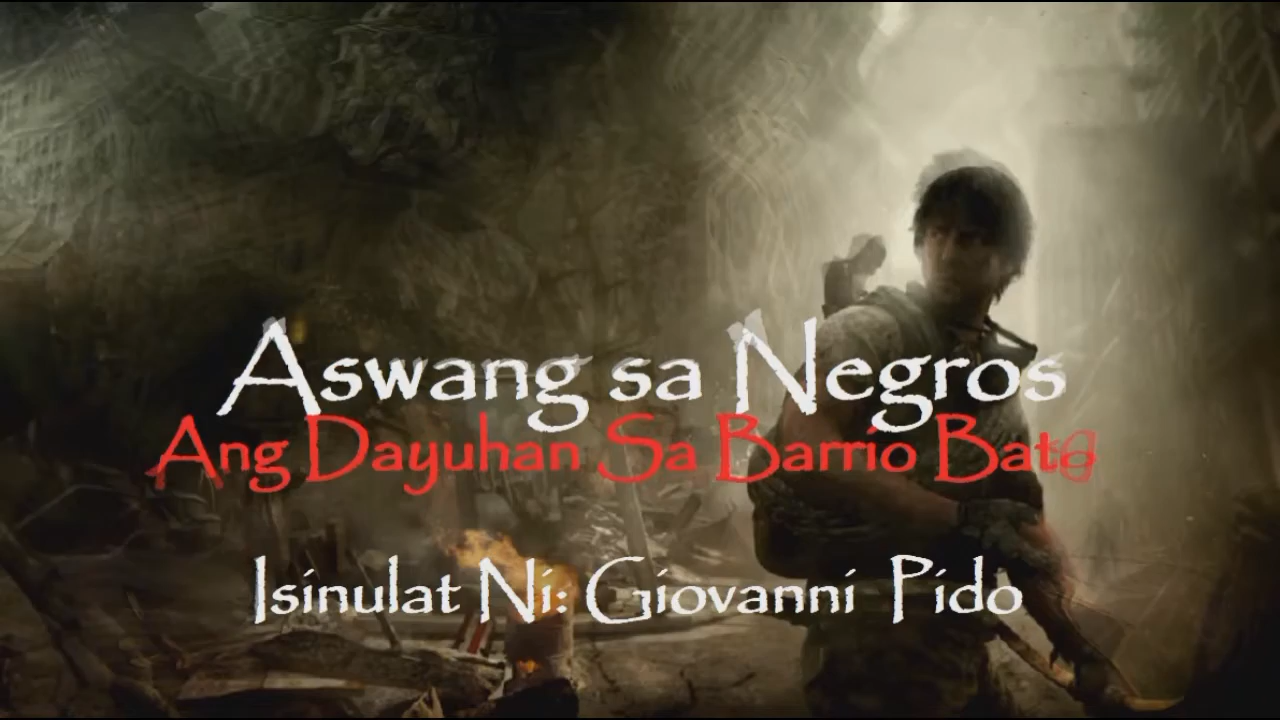 Aswang sa Negros
Ang Dayuhan Sa Barrio Bato
Isinulat Ni: Giovanni Pido